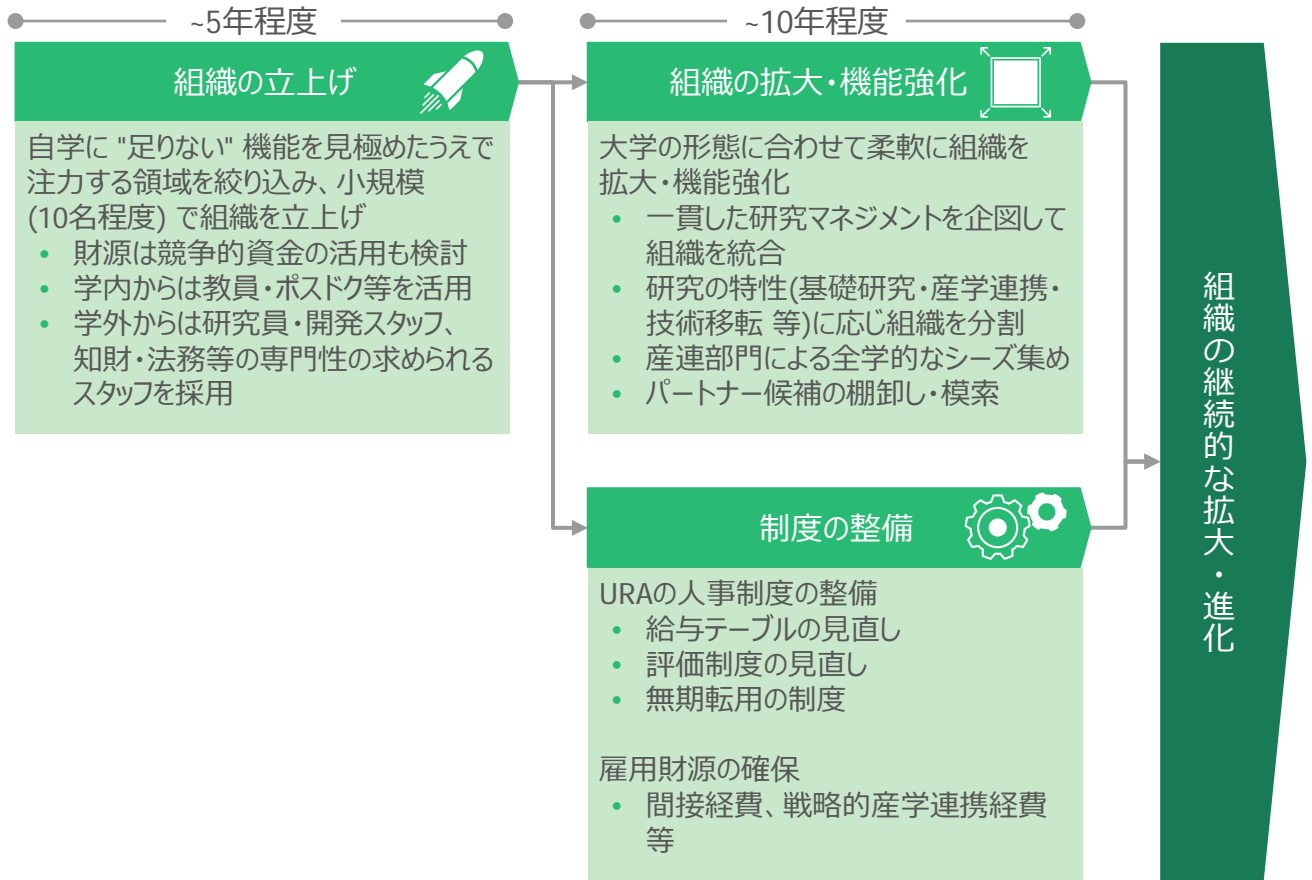 ~5年程度
組織の立上げ
自学に "足りない" 機能を見極めたうえで
注力する領域を絞り込み、小規模
(10名程度) で組織を立上げ
• 財源は競争的資金の活用も検討
• 学内からは教員・ポスドク等を活用
• 学外からは研究員・開発スタッフ、
知財・法務等の専門性の求められる
スタッフを採用
~10年程度
組織の拡大・機能強化
大学の形態に合わせて柔軟に組織を
拡大・機能強化
• 一貫した研究マネジメントを企図して
組織を統合
• 研究の特性(基礎研究・産学連携・
技術移転 等)に応じ組織を分割
• 産連部門による全学的なシーズ集め
• パートナー候補の棚卸し・模索
制度の整備
URAの人事制度の整備
• 給与テーブルの見直し
• 評価制度の見直し
• 無期転用の制度
雇用財源の確保
• 間接経費、戦略的産学連携経費
等
組織の継続的な拡大・進化